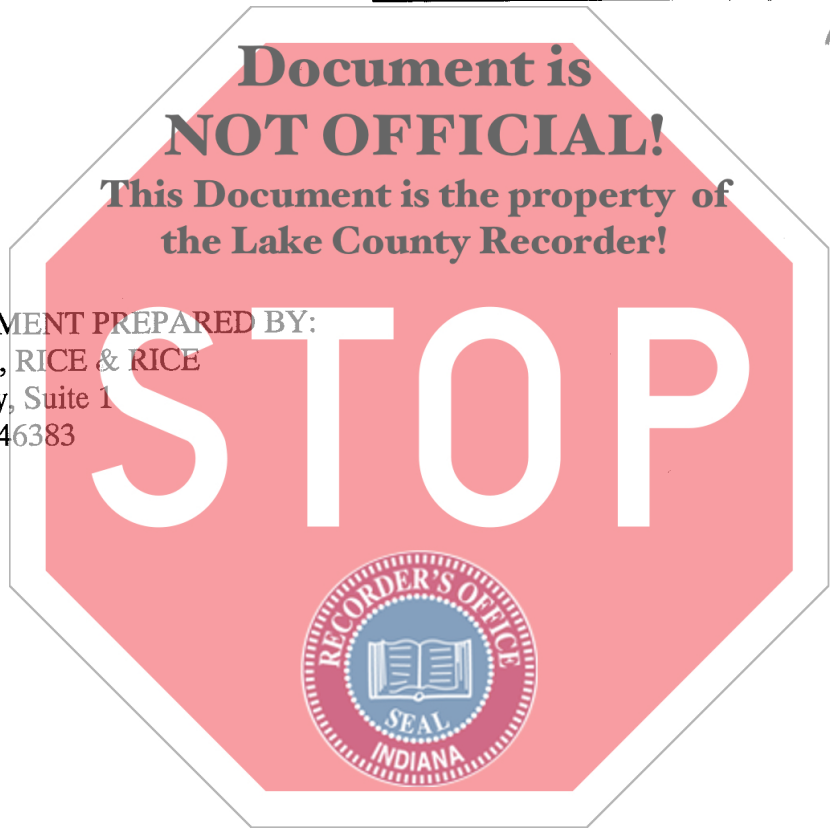 Document is
NOT OFFICIAL!
This Document is the property of
the Lake County Recorder!
MENT PREPARED BY:
, RICE & RICE
, Suite 1
46383
STOP
RECORDER'S OFFICE
SEAL
INDIANA